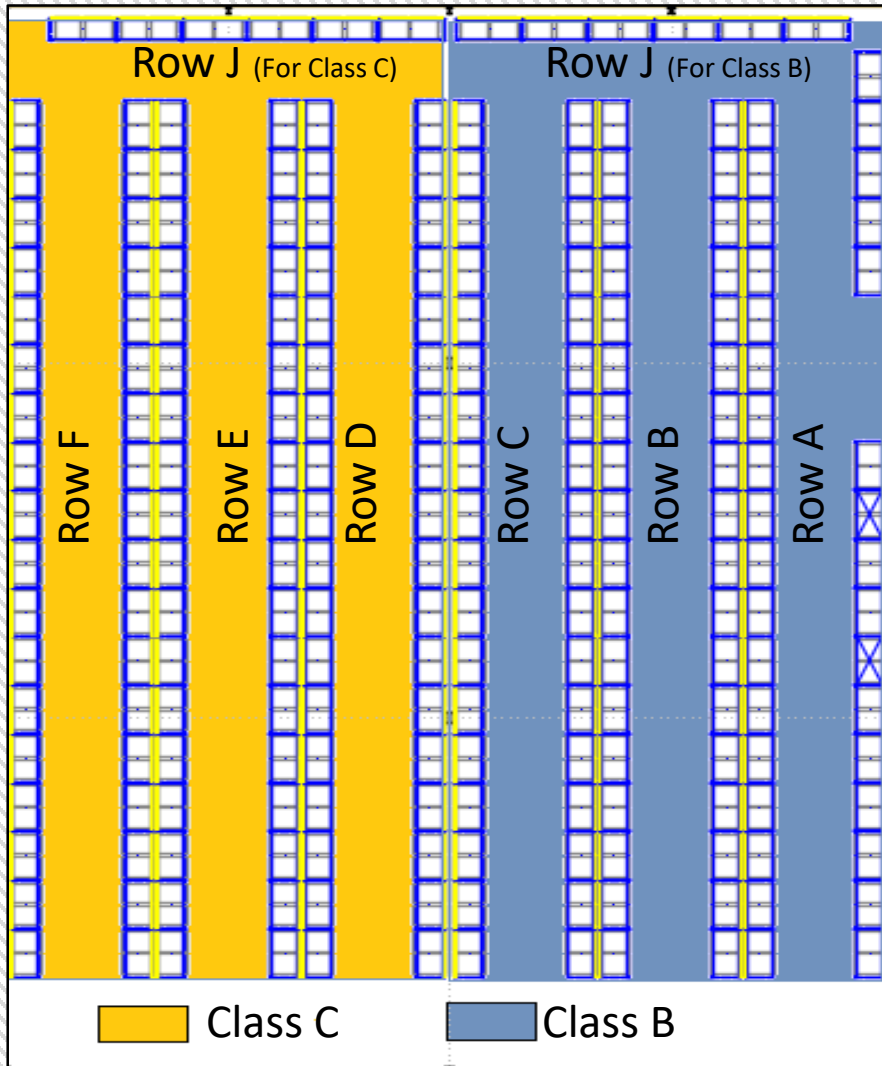 Row J (For Class C)
Row J (For Class B)
Row F
Row E
Row D
Row C
Row B
Row A
Class C
Class B